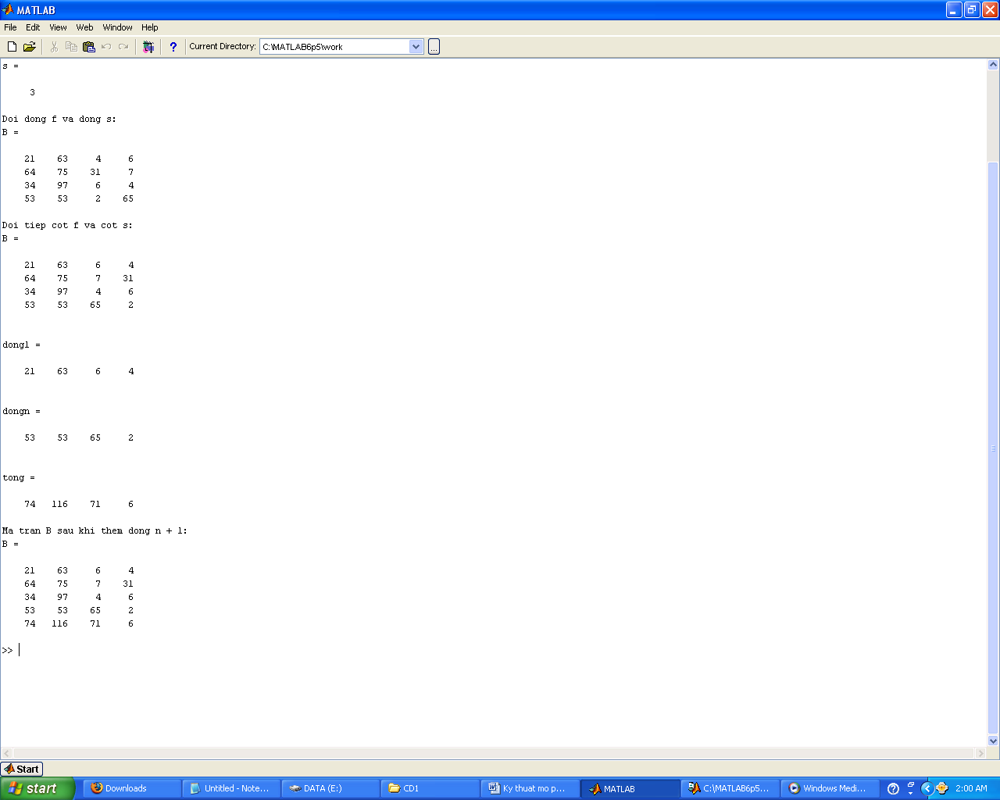 MATLAB
File Edit View Web Window Help
Current Directory: C:\MATLAB6p5\work ...
s =
3
Doi dong f va dong s:
B =
21 63 4 6
64 75 31 7
34 97 6 4
53 53 2 65
Doi tiep cot f va cot s:
B =
21 63 6 4
64 75 7 31
34 97 4 6
53 53 65 2
dong1 =
21 63 6 4
dongn =
53 53 65 2
tong =
74 116 71 6
Ma tran B sau khi them dong n + 1:
B =
21 63 6 4
64 75 7 31
34 97 4 6
53 53 65 2
74 116 71 6
>>
Start
start Downloads Untitled - Note... DATA (E:) CD1 Ky thuat mo p... MATLAB C:\MATLAB6p5... Windows Medi... 2:00 AM